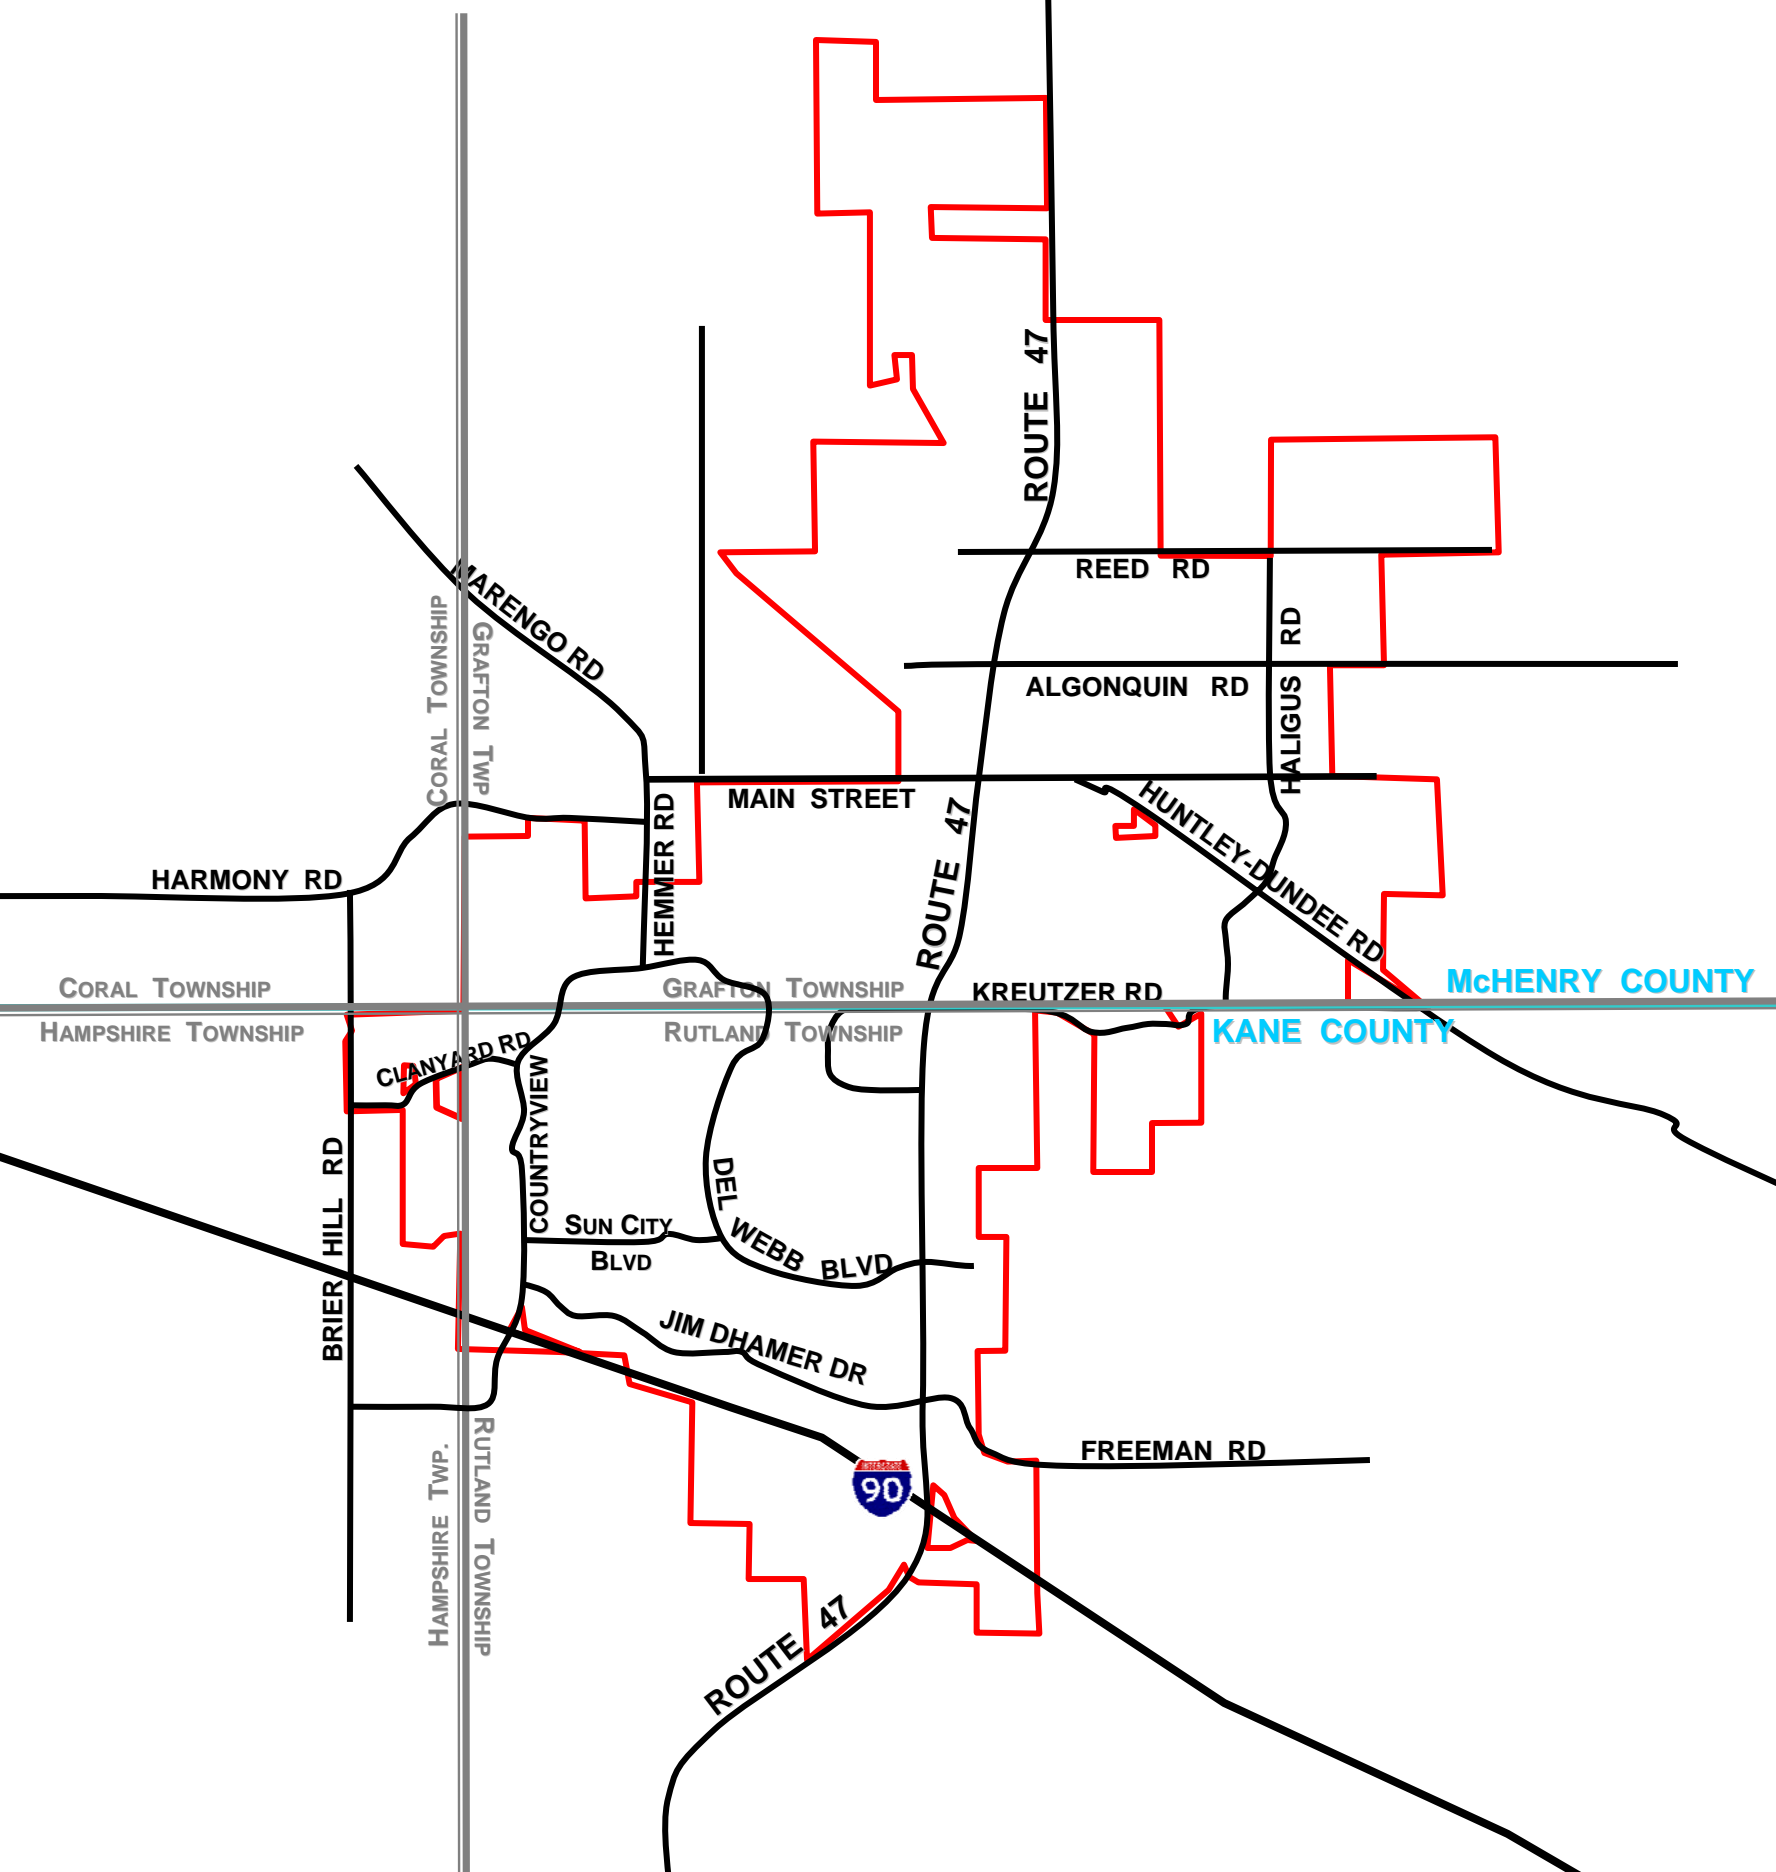 ROUTE 47
MARENGO RD
REED RD
CORAL TOWNSHIP
GRAFTON TWP
HALIGUS RD
ALGONQUIN RD
MAIN STREET
HUNTLEY-DUNDEE RD
HEMMER RD
ROUTE 47
HARMONY RD
CORAL TOWNSHIP
GRAFTON TOWNSHIP
KREUTZER RD
McHENRY COUNTY
HAMPSHIRE TOWNSHIP
RUTLAND TOWNSHIP
KANE COUNTY
CLANYARD RD
COUNTRYVIEW
BRIER HILL RD
DEL WEBB BLVD
SUN CITY
BLVD
JIM DHAMER DR
FREEMAN RD
HAMPSHIRE TWP.
RUTLAND TOWNSHIP
INTERSTATE
90
ROUTE 47